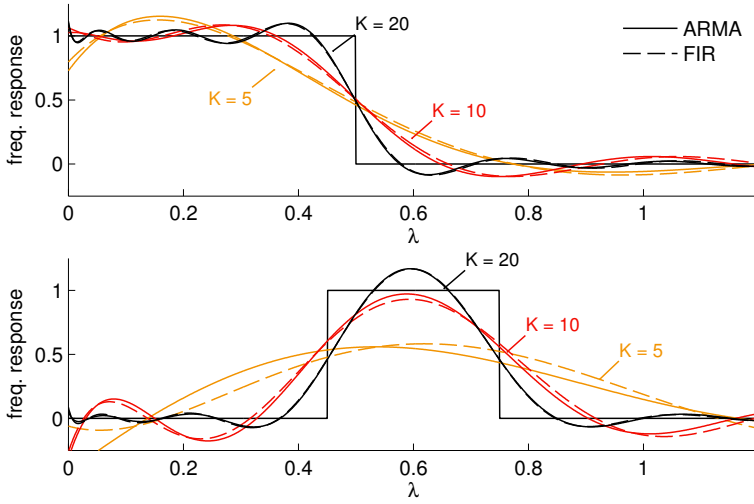 ARMA
FIR
K = 20
K = 5
K = 10
freq. response
1
0.5
0
0 0.2 0.4 0.6 0.8 1
λ
K = 20
K = 10
K = 5
freq. response
1
0.5
0
0 0.2 0.4 0.6 0.8 1
λ